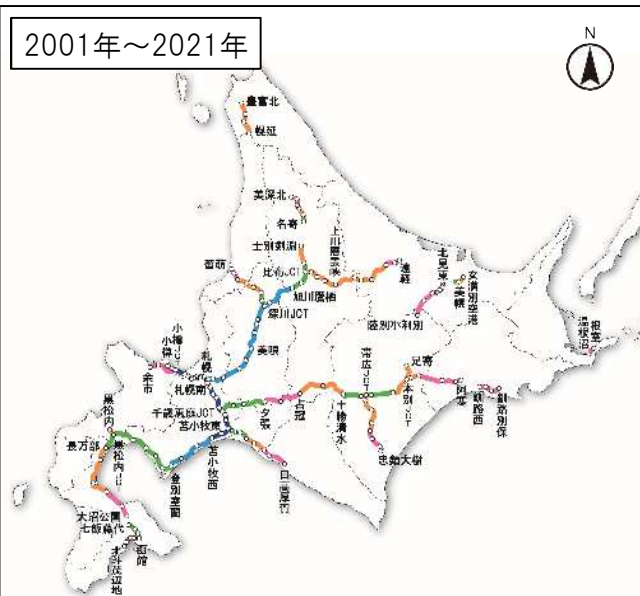 2001年～2021年
N
豊富北
幌延
美深北
名寄
士別剣淵
上川層雲峡
比布JCT
旭川鷹栖
留萌
深川JCT
遠軽
北見東
女満別空港
美幌
陸別小利別
根室
温根沼
美唄
小樽JCT
小樽
札幌
余市
札幌南
帯広JCT
足寄
本別JCT
阿寒
釧路西
釧路別保
千歳恵庭JCT
夕張
占冠
十勝清水
苫小牧東
苫小牧西
忠類大樹
日高厚賀
登別室蘭
黒松内
黒松内JCT
長万部
大沼公園
七飯藤代
函館
北斗茂辺地